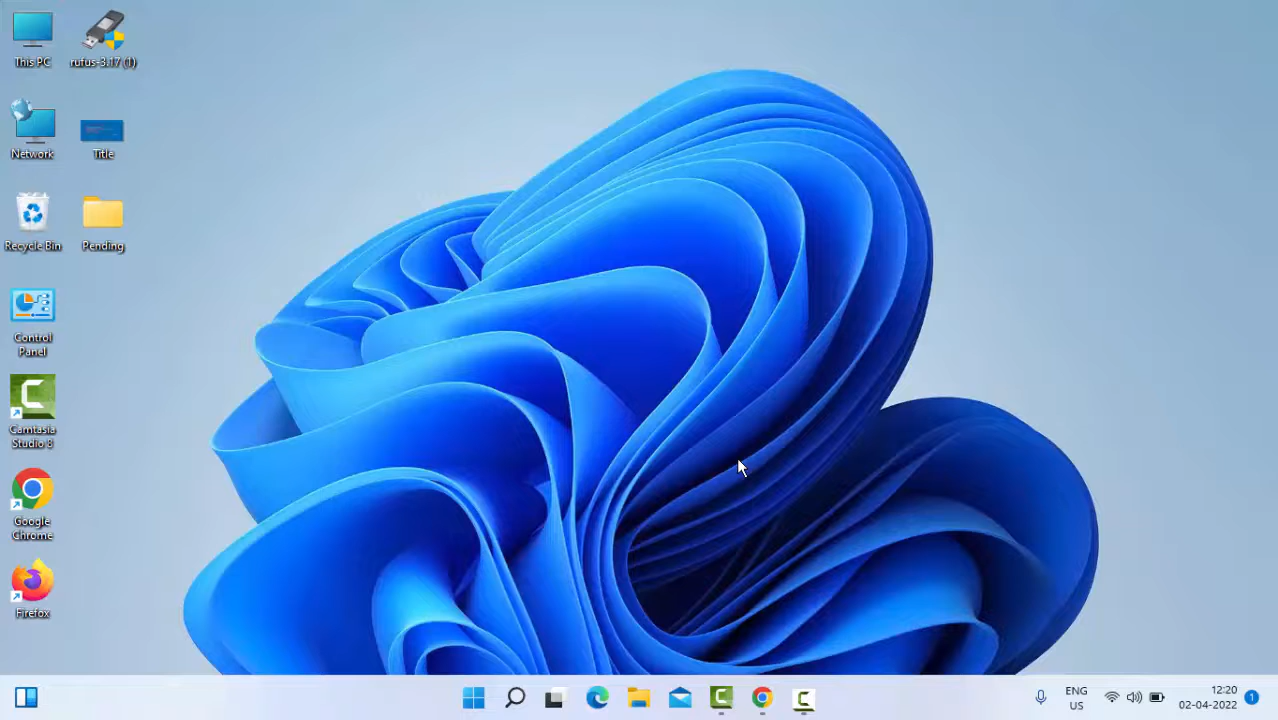 This PC
rufus-3.17 (1)
Network
Title
Recycle Bin
Pending
Control
Panel
Camtasia
Studio 8
Google
Chrome
Firefox
ENG
US
12:20
02-04-2022
1